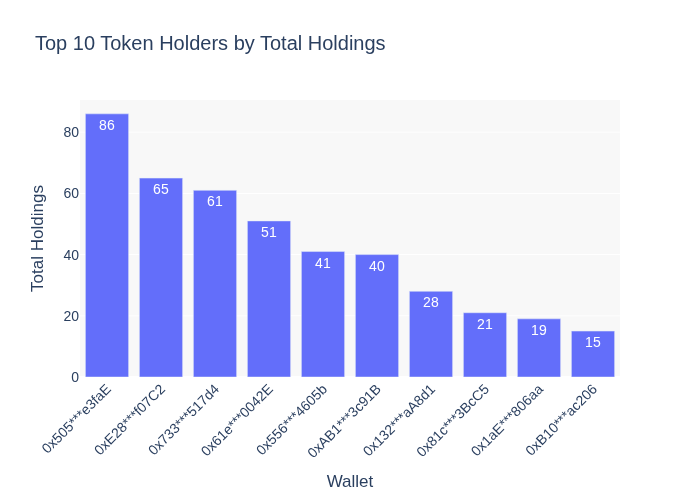 Top 10 Token Holders by Total Holdings
Total Holdings
80
60
40
20
0
86
65
61
51
41
40
28
21
19
15
0x505***e3faE
0xE28***f07C2
0x733***517d4
0x61e***0042E
0x556***4605b
0xAB1***3c91B
0x132***aA8d1
0x81c***3BcC5
0x1aE***806aa
0xB10***ac206
Wallet